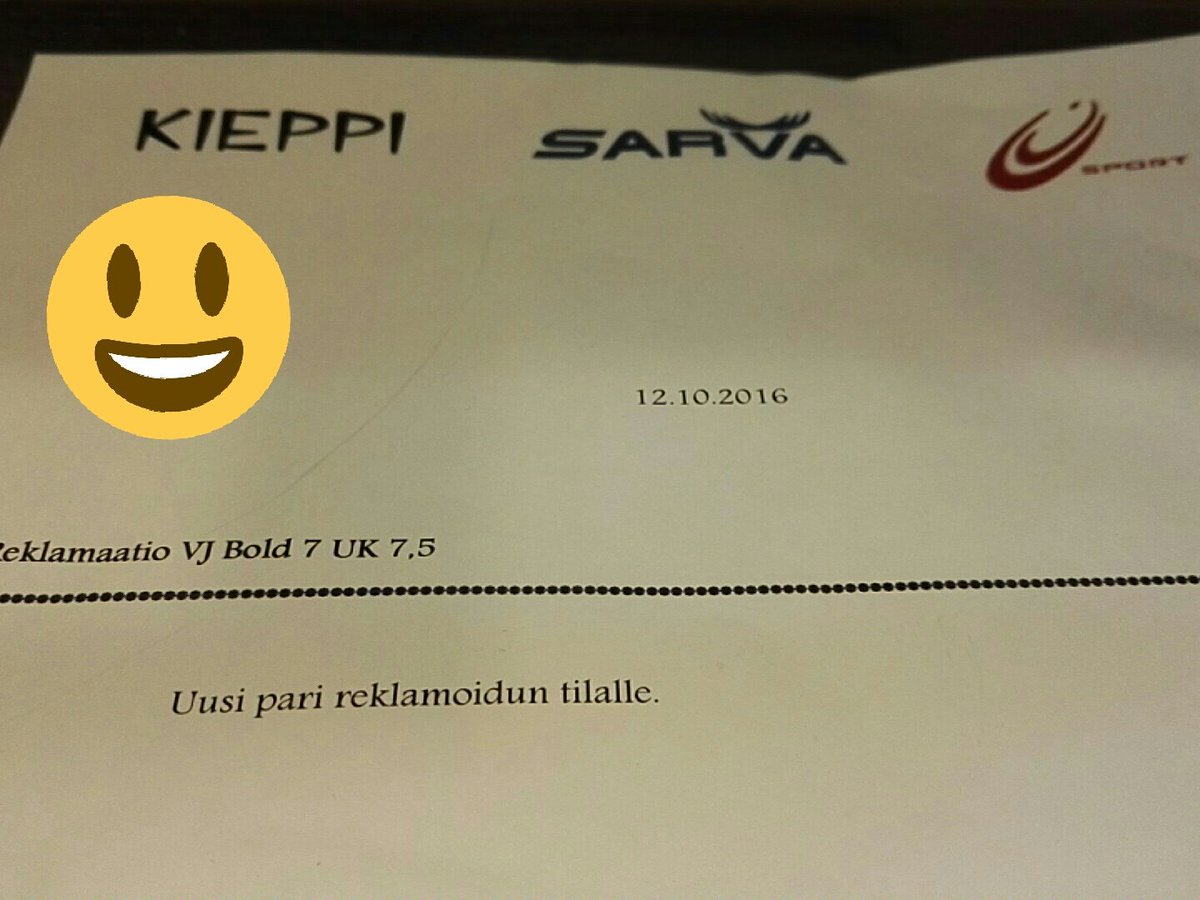 KIEPPI SARVA SPORT
12.10.2016
Reklamaatio VJ Bold 7 UK 7,5
Uusi pari reklamoidun tilalle.